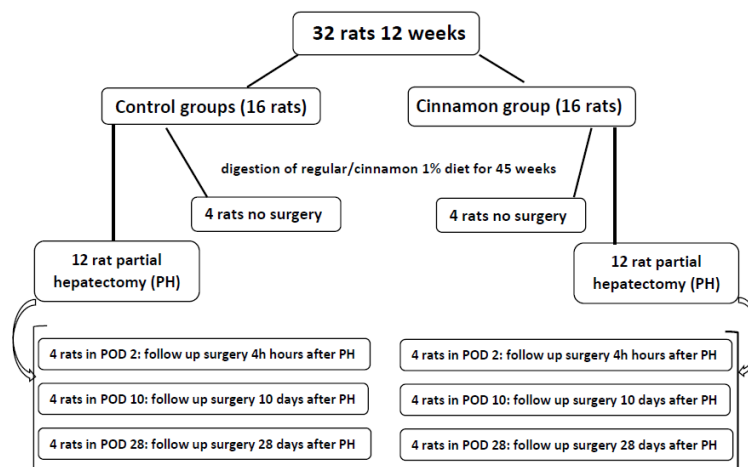 32 rats 12 weeks
Control groups (16 rats)
Cinnamon group (16 rats)
digestion of regular/cinnamon 1% diet for 45 weeks
4 rats no surgery
4 rats no surgery
12 rat partial
hepatectomy (PH)
12 rat partial
hepatectomy (PH)
4 rats in POD 2: follow up surgery 4h hours after PH
4 rats in POD 10: follow up surgery 10 days after PH
4 rats in POD 28: follow up surgery 28 days after PH
4 rats in POD 2: follow up surgery 4h hours after PH
4 rats in POD 10: follow up surgery 10 days after PH
4 rats in POD 28: follow up surgery 28 days after PH